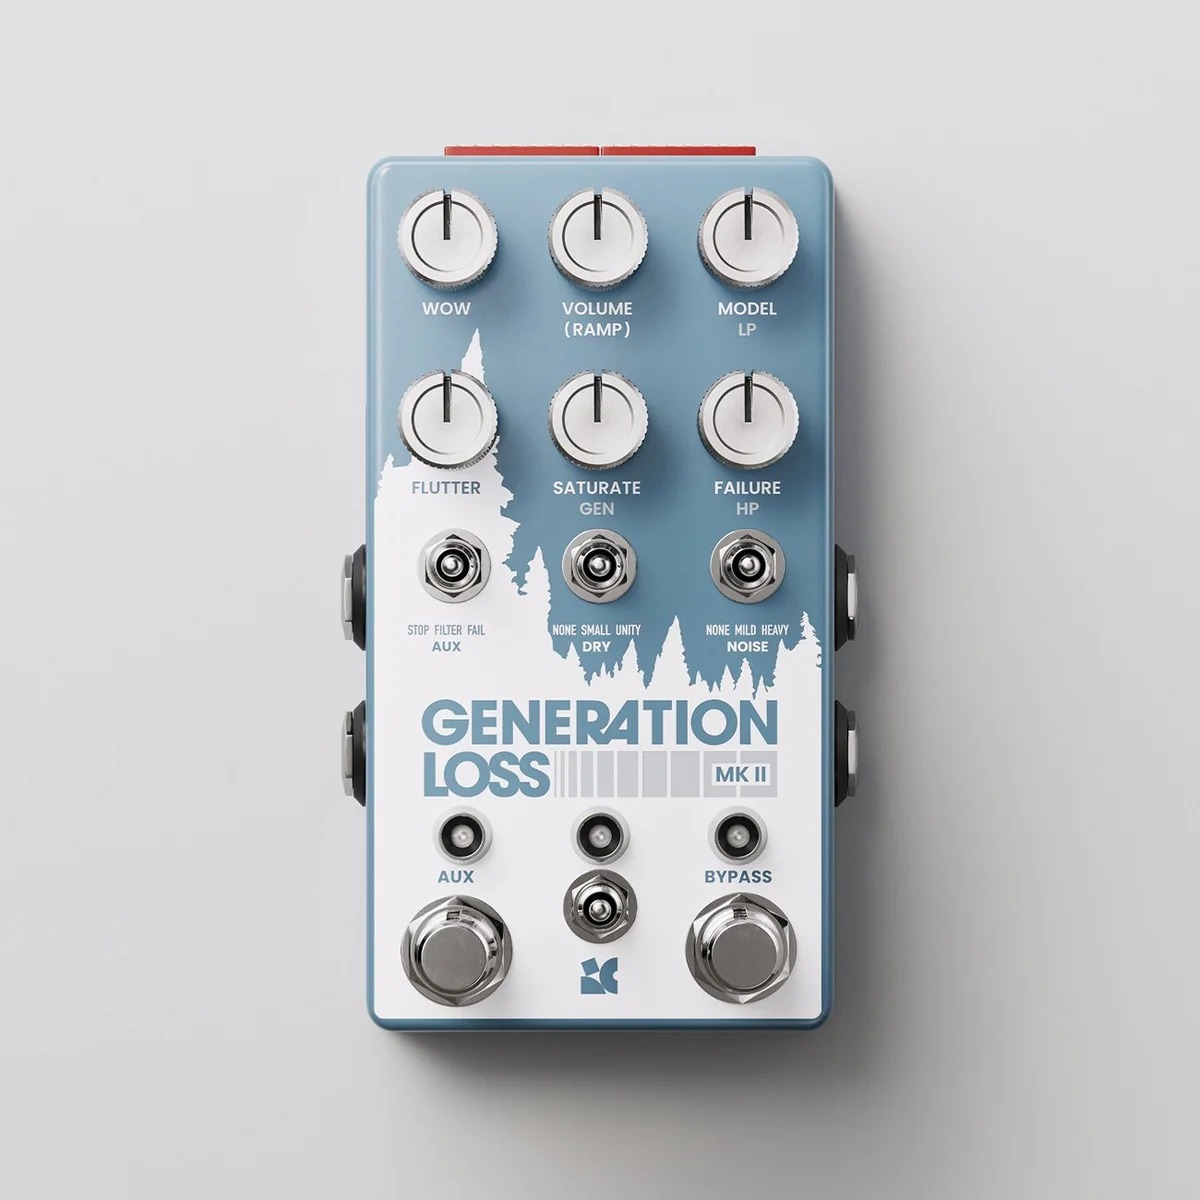 WOW
VOLUME
(RAMP)
MODEL
LP
FLUTTER
SATURATE
GEN
FAILURE
HP
STOP FILTER FAIL
AUX
NONE SMALL UNITY
DRY
NONE MILD HEAVY
NOISE
GENERATION
LOSS
MK II
AUX
BYPASS